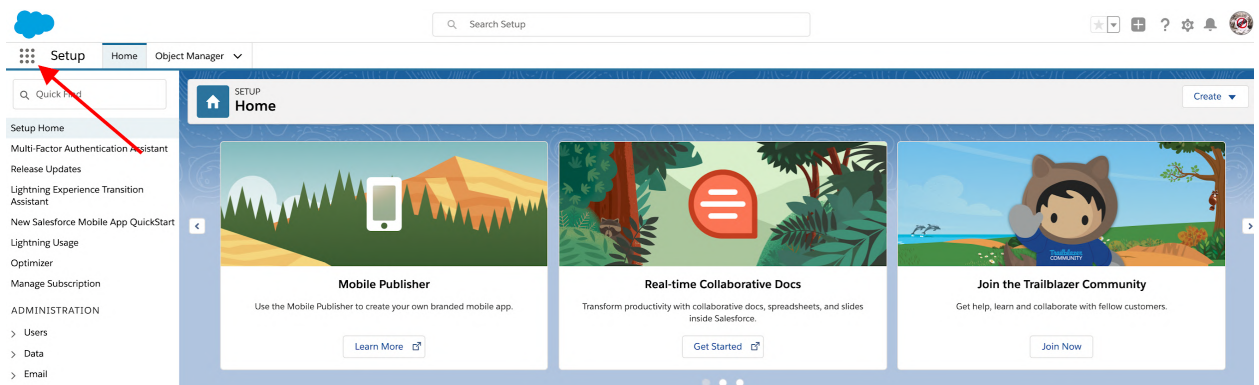 Search Setup
Setup
Home
Object Manager
Quick Find
SETUP
Home
Create
Setup Home
Multi-Factor Authentication Assistant
Release Updates
Lightning Experience Transition
Assistant
New Salesforce Mobile App QuickStart
Lightning Usage
Optimizer
Manage Subscription
ADMINISTRATION
Users
Data
Email
Mobile Publisher
Use the Mobile Publisher to create your own branded mobile app.
Learn More
Real-time Collaborative Docs
Transform productivity with collaborative docs, spreadsheets, and slides
inside Salesforce.
Get Started
Trailblazer
COMMUNITY
Join the Trailblazer Community
Get help, learn and collaborate with fellow customers.
Join Now